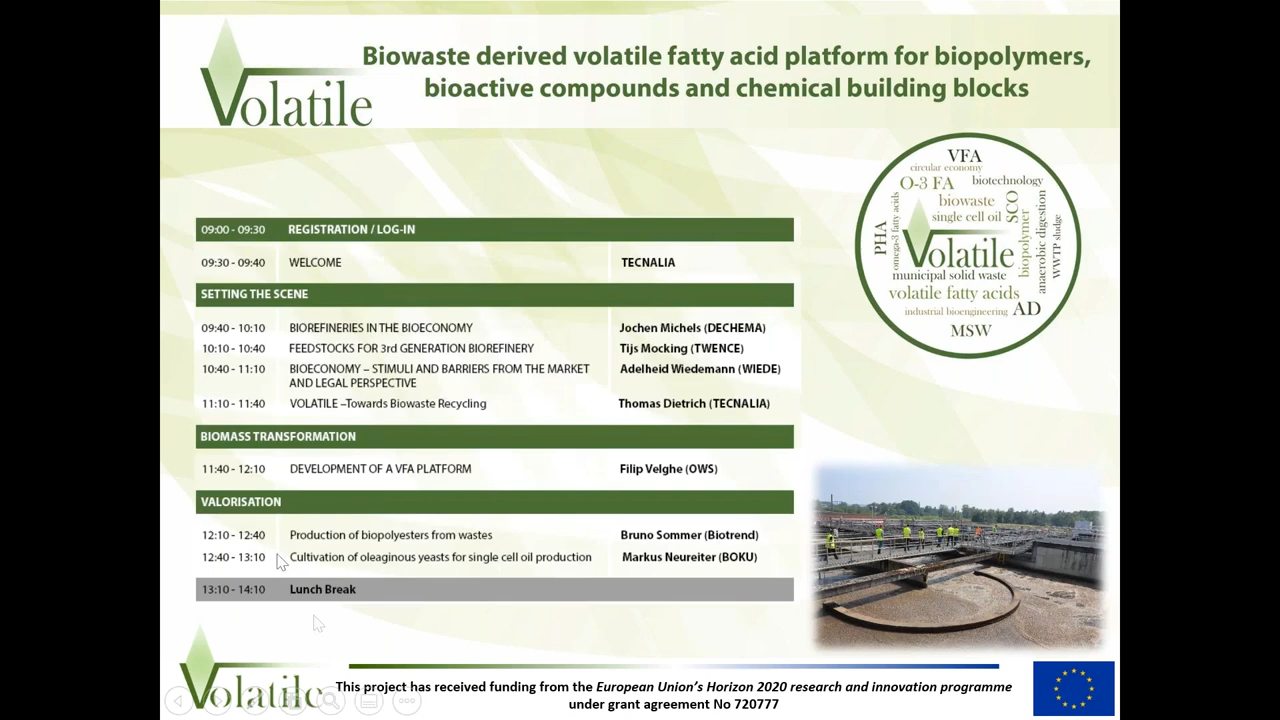 Biowaste derived volatile fatty acid platform for biopolymers,
bioactive compounds and chemical building blocks
Volatile
VFA
circular economy
O-3 FA
biotechnology
biowaste
single cell oil
SCO
PHA
omega-3 fatty acids
Volatile
biopolymer
anaerobic digestion
WWTP sludge
municipal solid waste
volatile fatty acids
industrial bioengineering
AD
MSW
09:00 - 09:30 REGISTRATION / LOG-IN
09:30 - 09:40 WELCOME TECNALIA
SETTING THE SCENE
09:40 - 10:10 BIOREFINERIES IN THE BIOECONOMY Jochen Michels (DECHEMA)
10:10 - 10:40 FEEDSTOCKS FOR 3rd GENERATION BIOREFINERY Tijs Mocking (TWENCE)
10:40 - 11:10 BIOECONOMY – STIMULI AND BARRIERS FROM THE MARKET Adelheid Wiedemann (WIEDE)
AND LEGAL PERSPECTIVE
11:10 - 11:40 VOLATILE –Towards Biowaste Recycling Thomas Dietrich (TECNALIA)
BIOMASS TRANSFORMATION
11:40 - 12:10 DEVELOPMENT OF A VFA PLATFORM Filip Velghe (OWS)
VALORISATION
12:10 - 12:40 Production of biopolyesters from wastes Bruno Sommer (Biotrend)
12:40 - 13:10 Cultivation of oleaginous yeasts for single cell oil production Markus Neureiter (BOKU)
13:10 - 14:10 Lunch Break
Volatile
This project has received funding from the European Union's Horizon 2020 research and innovation programme
under grant agreement No 720777